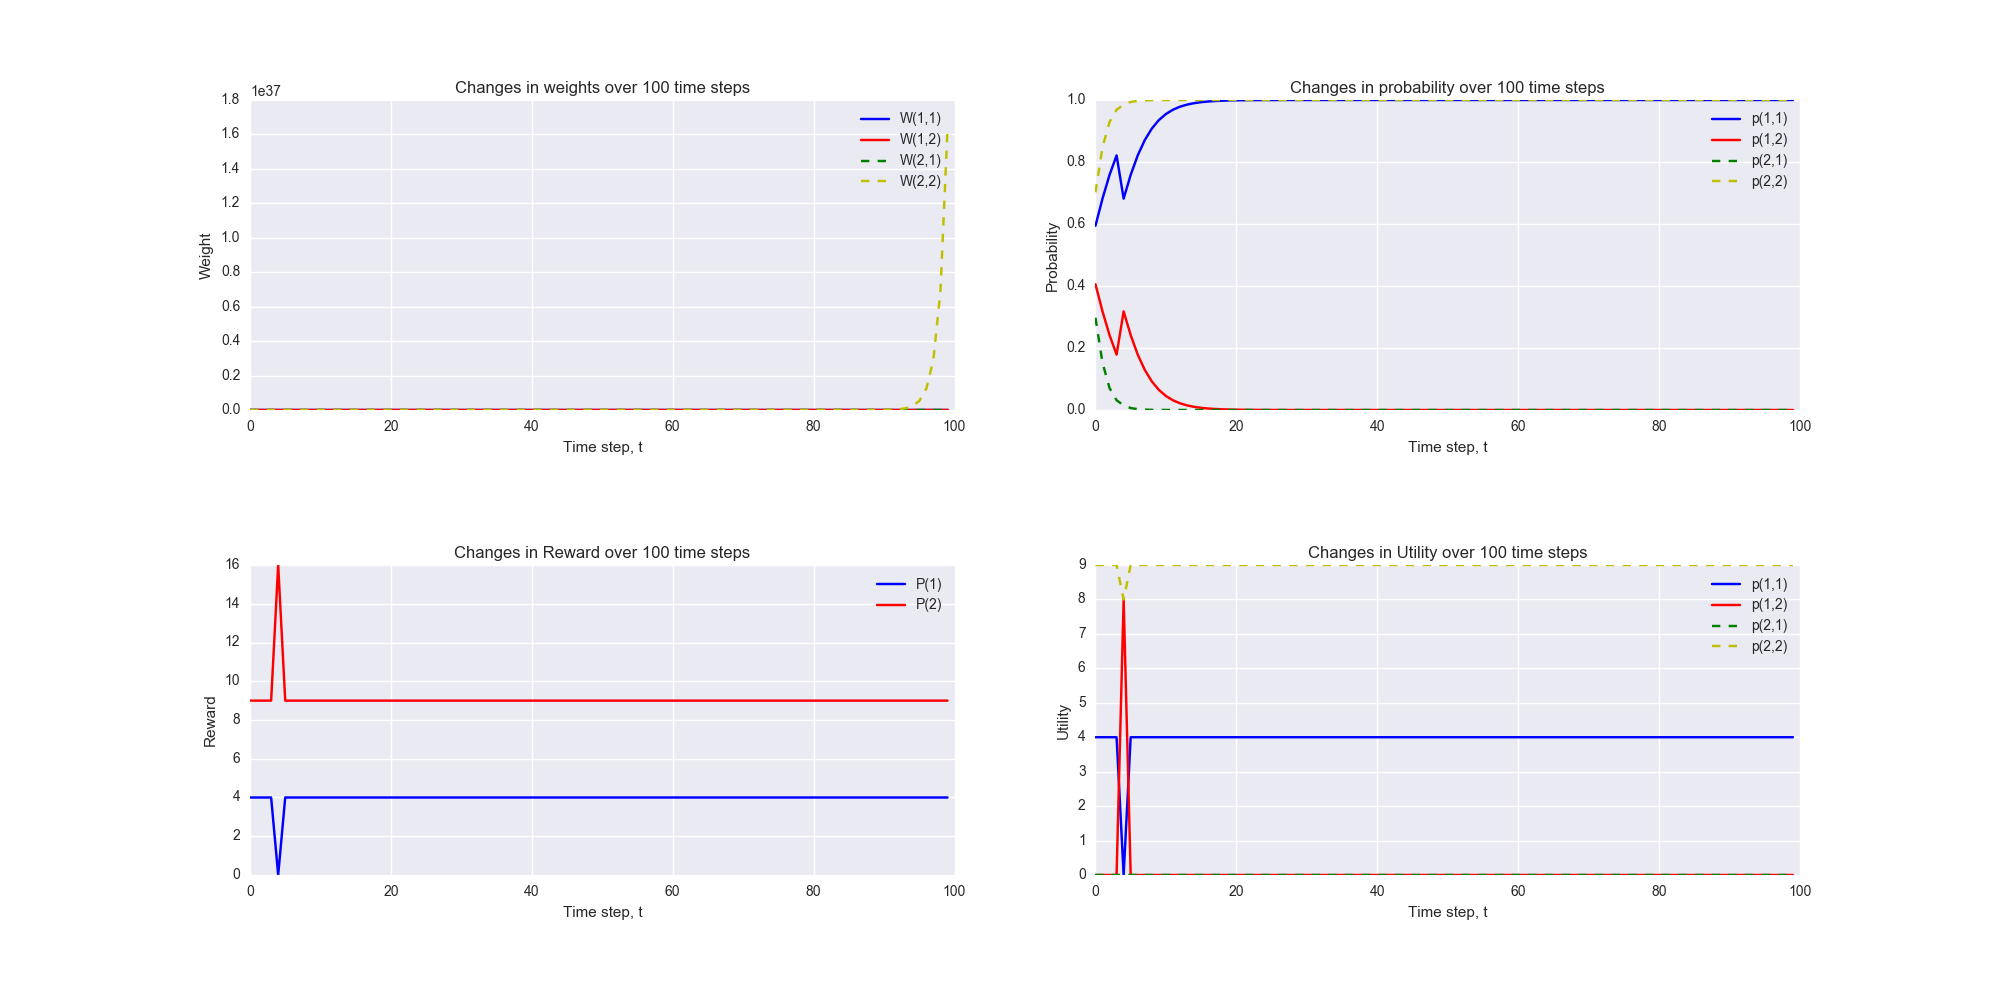 Changes in weights over 100 time steps
1e37
1.8
1.6
1.4
1.2
1.0
0.8
0.6
0.4
0.2
0.0
Weight
W(1,1)
W(1,2)
W(2,1)
W(2,2)
0 20 40 60 80 100
Time step, t
Changes in probability over 100 time steps
1.0
0.8
0.6
0.4
0.2
0.0
Probability
p(1,1)
p(1,2)
p(2,1)
p(2,2)
0 20 40 60 80 100
Time step, t
Changes in Reward over 100 time steps
16
14
12
10
8
6
4
2
0
Reward
P(1)
P(2)
0 20 40 60 80 100
Time step, t
Changes in Utility over 100 time steps
9
8
7
6
5
4
3
2
1
0
Utility
p(1,1)
p(1,2)
p(2,1)
p(2,2)
0 20 40 60 80 100
Time step, t